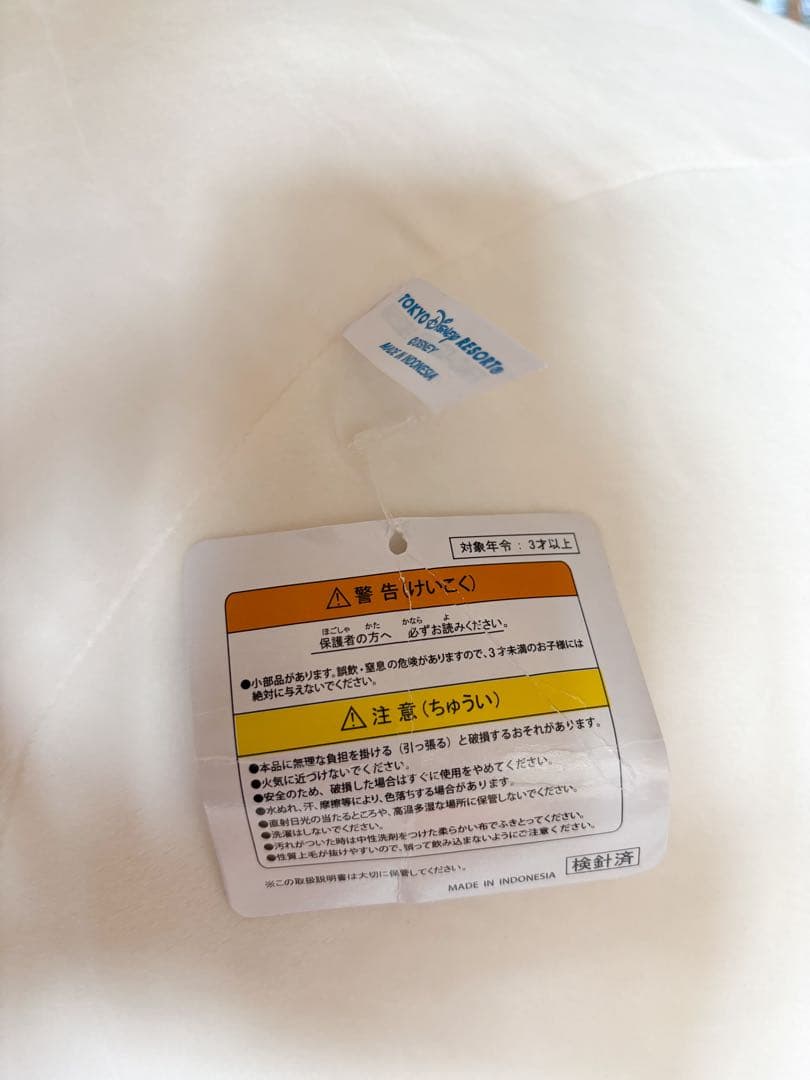 TOKYO Disney RESORT®
©DISNEY
MADE IN INDONESIA
対象年令：3才以上
⚠警告(けいこく)
ほごしゃ かた かなら よ
保護者の方へ 必ずお読みください。
●小部品があります。誤飲・窒息の危険がありますので、3才未満のお子様には
絶対に与えないでください。
⚠注意(ちゅうい)
●本品に無理な負担を掛ける（引っ張る）と破損するおそれがあります。
●火気に近づけないでください。
●安全のため、破損した場合はすぐに使用をやめてください。
●水ぬれ、汗、摩擦等により、色落ちする場合があります。
●直射日光の当たるところや、高温多湿な場所に保管しないでください。
●洗濯はしないでください。
●汚れがついた時は中性洗剤をつけた柔らかい布でふきとってください。
●性質上毛が抜けやすいので、誤って飲み込まないようにご注意ください。
※この取扱説明書は大切に保管してください。
MADE IN INDONESIA
検針済